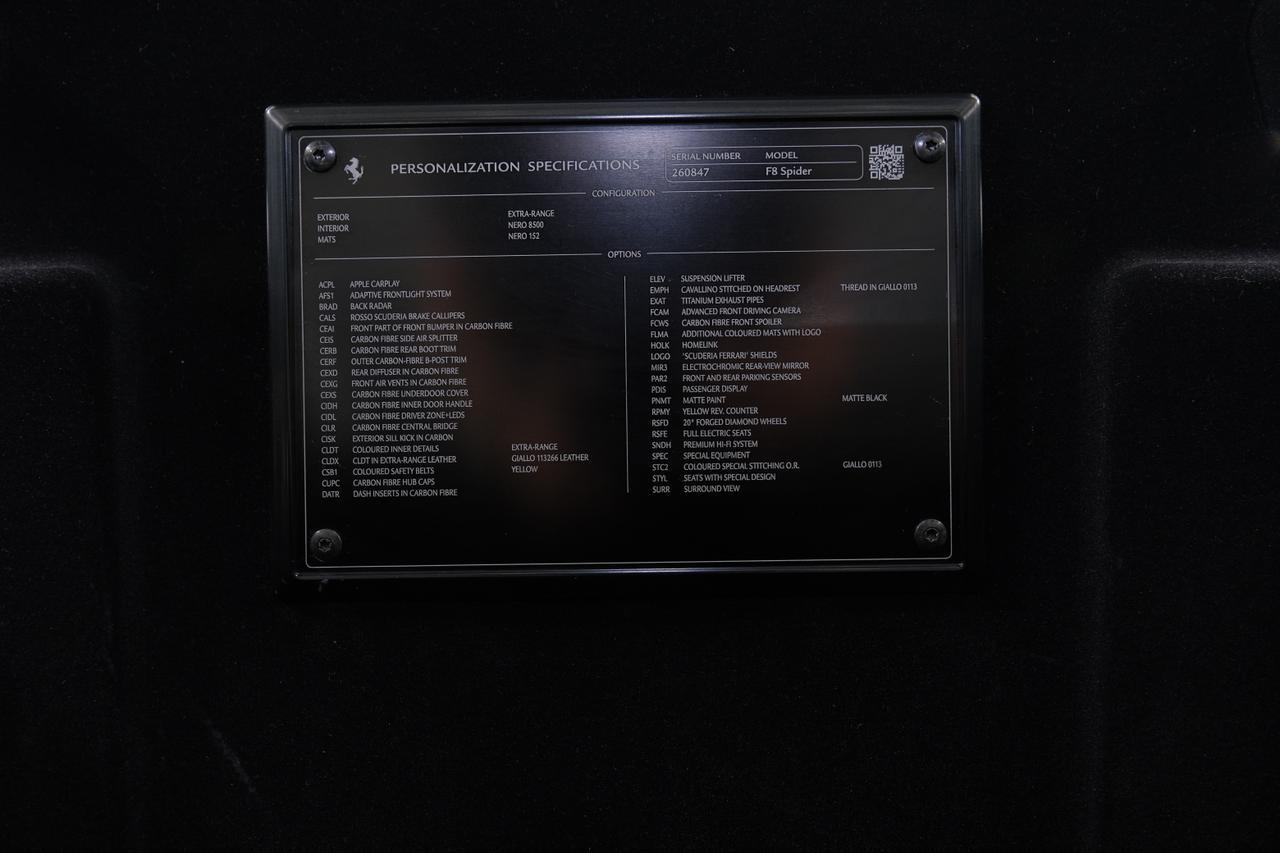 PERSONALIZATION SPECIFICATIONS
SERIAL NUMBER MODEL
260847 F8 Spider
CONFIGURATION
EXTERIOR EXTRA-RANGE
INTERIOR NERO 8500
MATS NERO 152
OPTIONS
ACPL APPLE CARPLAY
AFS1 ADAPTIVE FRONTLIGHT SYSTEM
BRAD BACK RADAR
CALS ROSSO SCUDERIA BRAKE CALLIPERS
CEAI FRONT PART OF FRONT BUMPER IN CARBON FIBRE
CEIS CARBON FIBRE SIDE AIR SPLITTER
CERB CARBON FIBRE REAR BOOT TRIM
CERF OUTER CARBON-FIBRE B-POST TRIM
CEXD REAR DIFFUSER IN CARBON FIBRE
CEXG FRONT AIR VENTS IN CARBON FIBRE
CEXS CARBON FIBRE UNDERDOOR COVER
CIDH CARBON FIBRE INNER DOOR HANDLE
CIDL CARBON FIBRE DRIVER ZONE+LEDS
CILR CARBON FIBRE CENTRAL BRIDGE
CISK EXTERIOR SILL KICK IN CARBON
CLDT COLOURED INNER DETAILS EXTRA-RANGE
CLDX CLDT IN EXTRA-RANGE LEATHER GIALLO 113266 LEATHER
CSB1 COLOURED SAFETY BELTS YELLOW
CUPC CARBON FIBRE HUB CAPS
DATR DASH INSERTS IN CARBON FIBRE
ELEV SUSPENSION LIFTER
EMPH CAVALLINO STITCHED ON HEADREST THREAD IN GIALLO 0113
EXAT TITANIUM EXHAUST PIPES
FCAM ADVANCED FRONT DRIVING CAMERA
FCWS CARBON FIBRE FRONT SPOILER
FLMA ADDITIONAL COLOURED MATS WITH LOGO
HOLK HOMELINK
LOGO 'SCUDERIA FERRARI' SHIELDS
MIR3 ELECTROCHROMIC REAR-VIEW MIRROR
PAR2 FRONT AND REAR PARKING SENSORS
PDIS PASSENGER DISPLAY
PNMT MATTE PAINT MATTE BLACK
RPMY YELLOW REV. COUNTER
RSFD 20" FORGED DIAMOND WHEELS
RSFE FULL ELECTRIC SEATS
SNDH PREMIUM HI-FI SYSTEM
SPEC SPECIAL EQUIPMENT
STC2 COLOURED SPECIAL STITCHING O.R. GIALLO 0113
STYL SEATS WITH SPECIAL DESIGN
SURR SURROUND VIEW